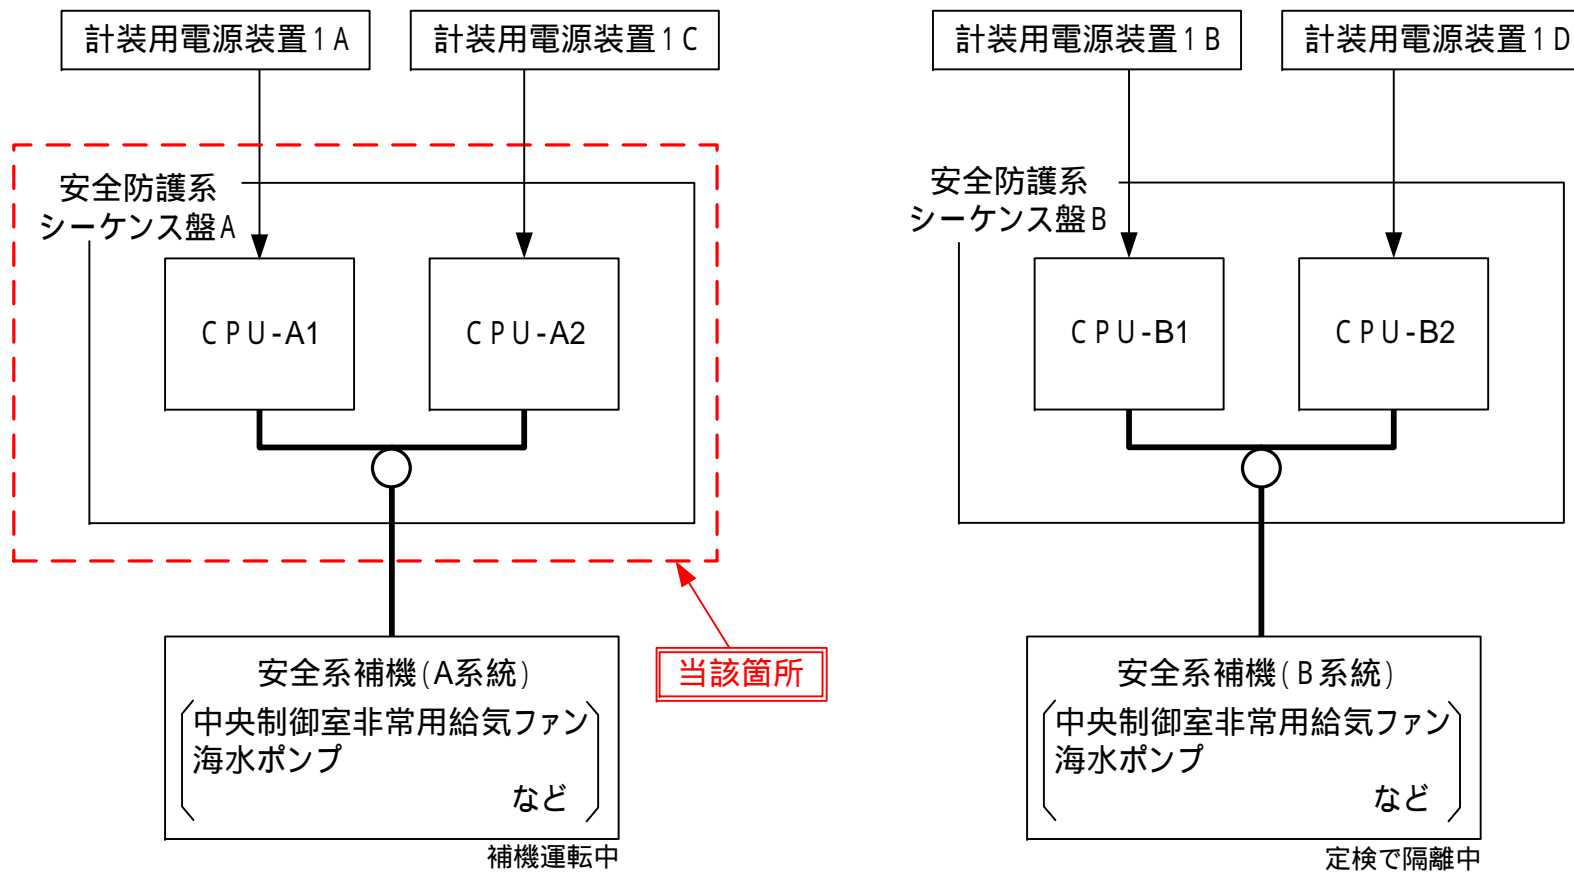 計装用電源装置1A
計装用電源装置1C
計装用電源装置1B
計装用電源装置1D
安全防護系
シーケンス盤A
安全防護系
シーケンス盤B
CPU-A1
CPU-A2
CPU-B1
CPU-B2
当該箇所
安全系補機(A系統)
中央制御室非常用給気ファン
海水ポンプ
など
補機運転中
安全系補機(B系統)
中央制御室非常用給気ファン
海水ポンプ
など
定検で隔離中